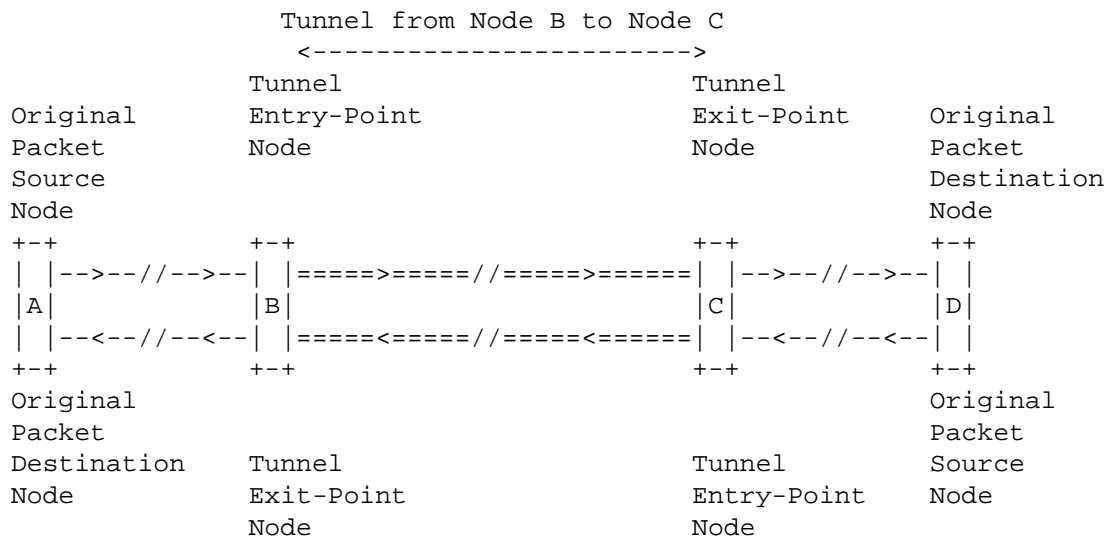 Tunnel from Node B to Node C
                       <------------------------>
                   Tunnel                             Tunnel
Original           Entry-Point                        Exit-Point         Original
Packet             Node                               Node               Packet
Source                                                                   Destination
Node                                                                     Node
+-+                +-+                                +-+                +-+
| |-->--//-->--| |=====>=====//=====>======| |-->--//-->--| |
|A|                |B|                                |C|                |D|
| |--<--//--<--| |=====<=====//=====<======| |--<--//--<--| |
+-+                +-+                                +-+                +-+
Original                                                                 Original
Packet                                                                   Packet
Destination        Tunnel                             Tunnel             Source
Node               Exit-Point                         Entry-Point        Node
                   Node                               Node